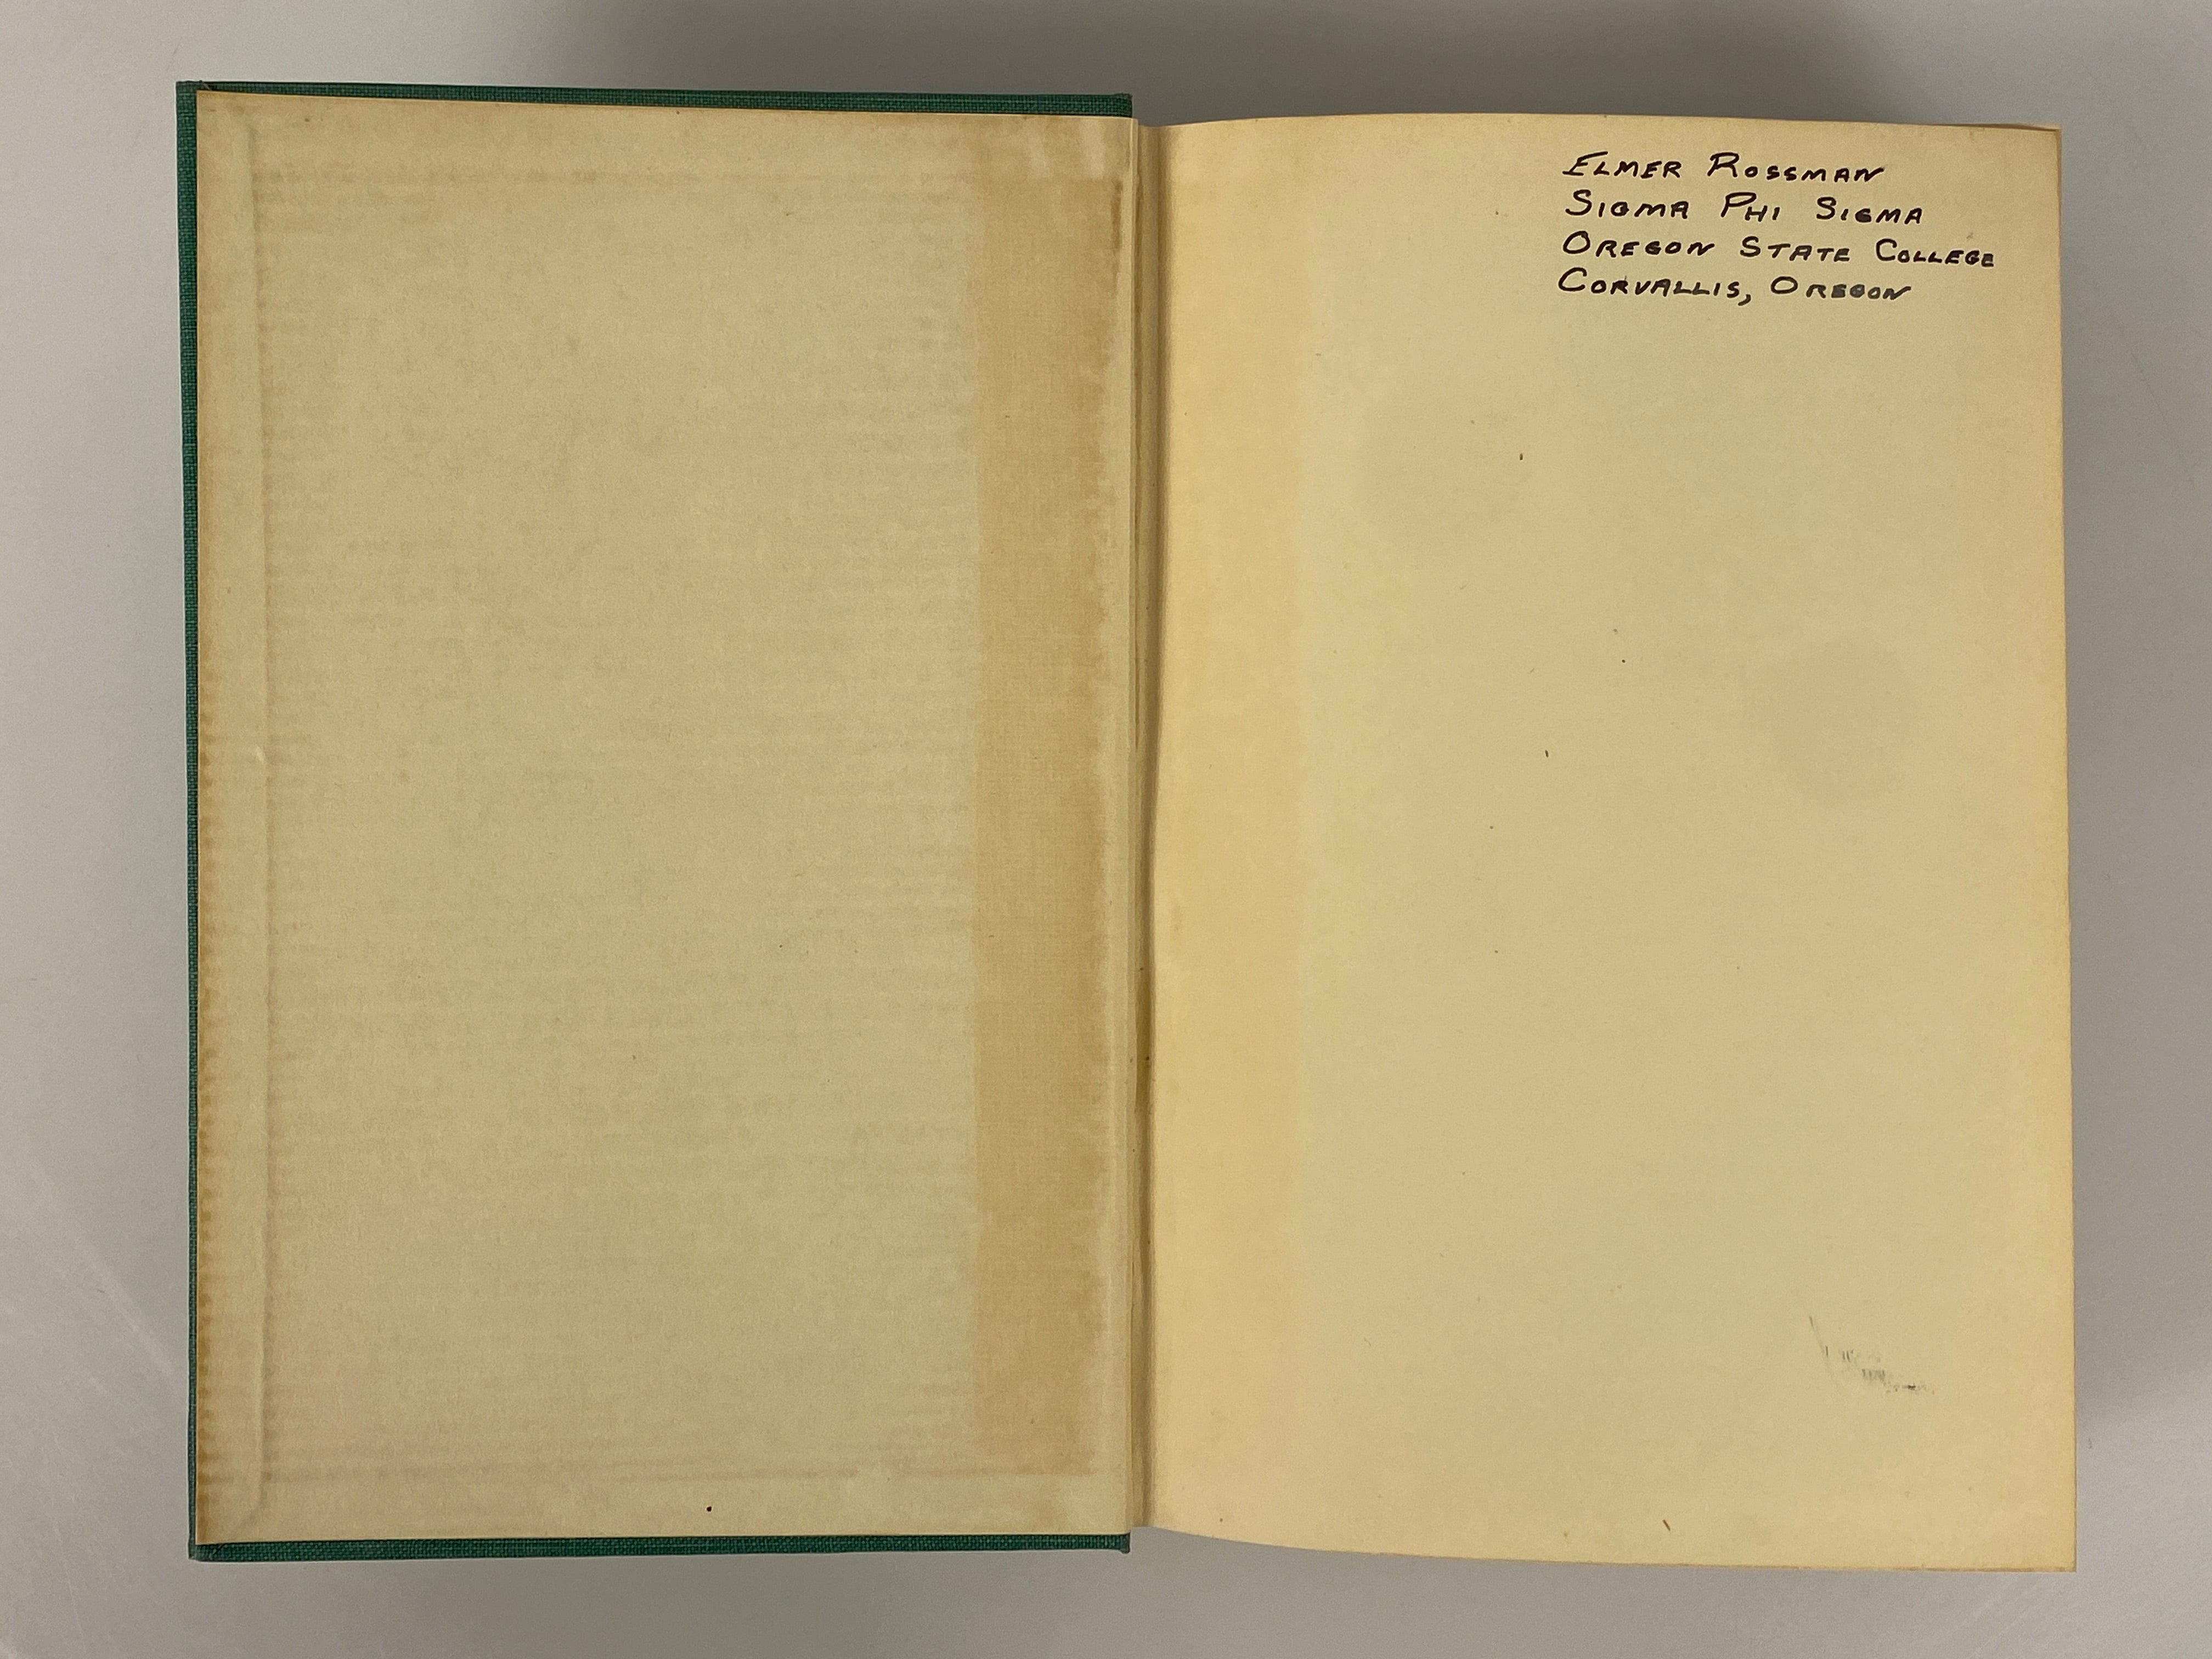 ELMER ROSSMAN
SIGMA PHI SIGMA
OREGON STATE COLLEGE
CORVALLIS, OREGON